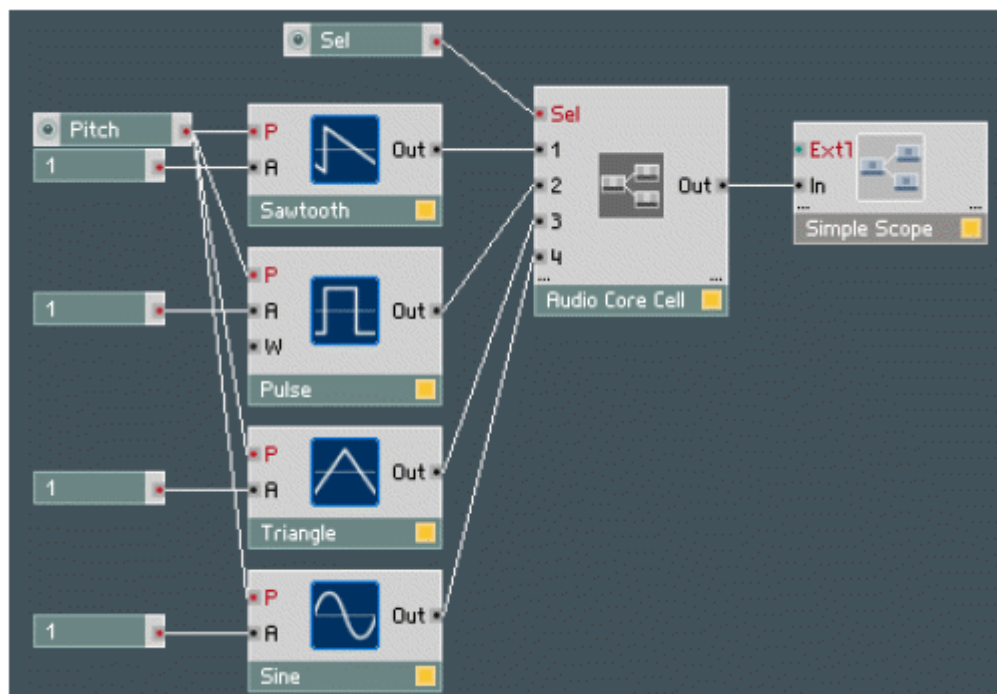 Sel
Pitch
1
P
A
Out
Sawtooth
1
P
A
W
Out
Pulse
1
P
A
Out
Triangle
1
P
A
Out
Sine
Sel
1
2
3
4
Out
...
...
Audio Core Cell
Ext1
In
...
...
Simple Scope